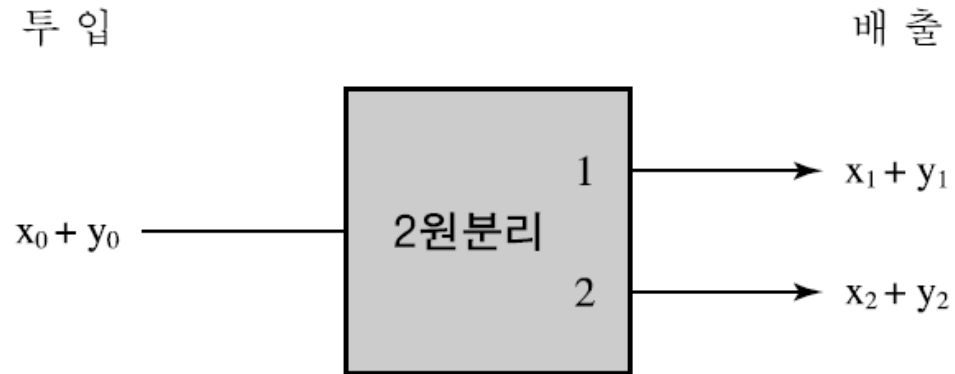 투 입 배 출
1 x₁ + y₁
x₀ + y₀ 2원분리
2 x₂ + y₂